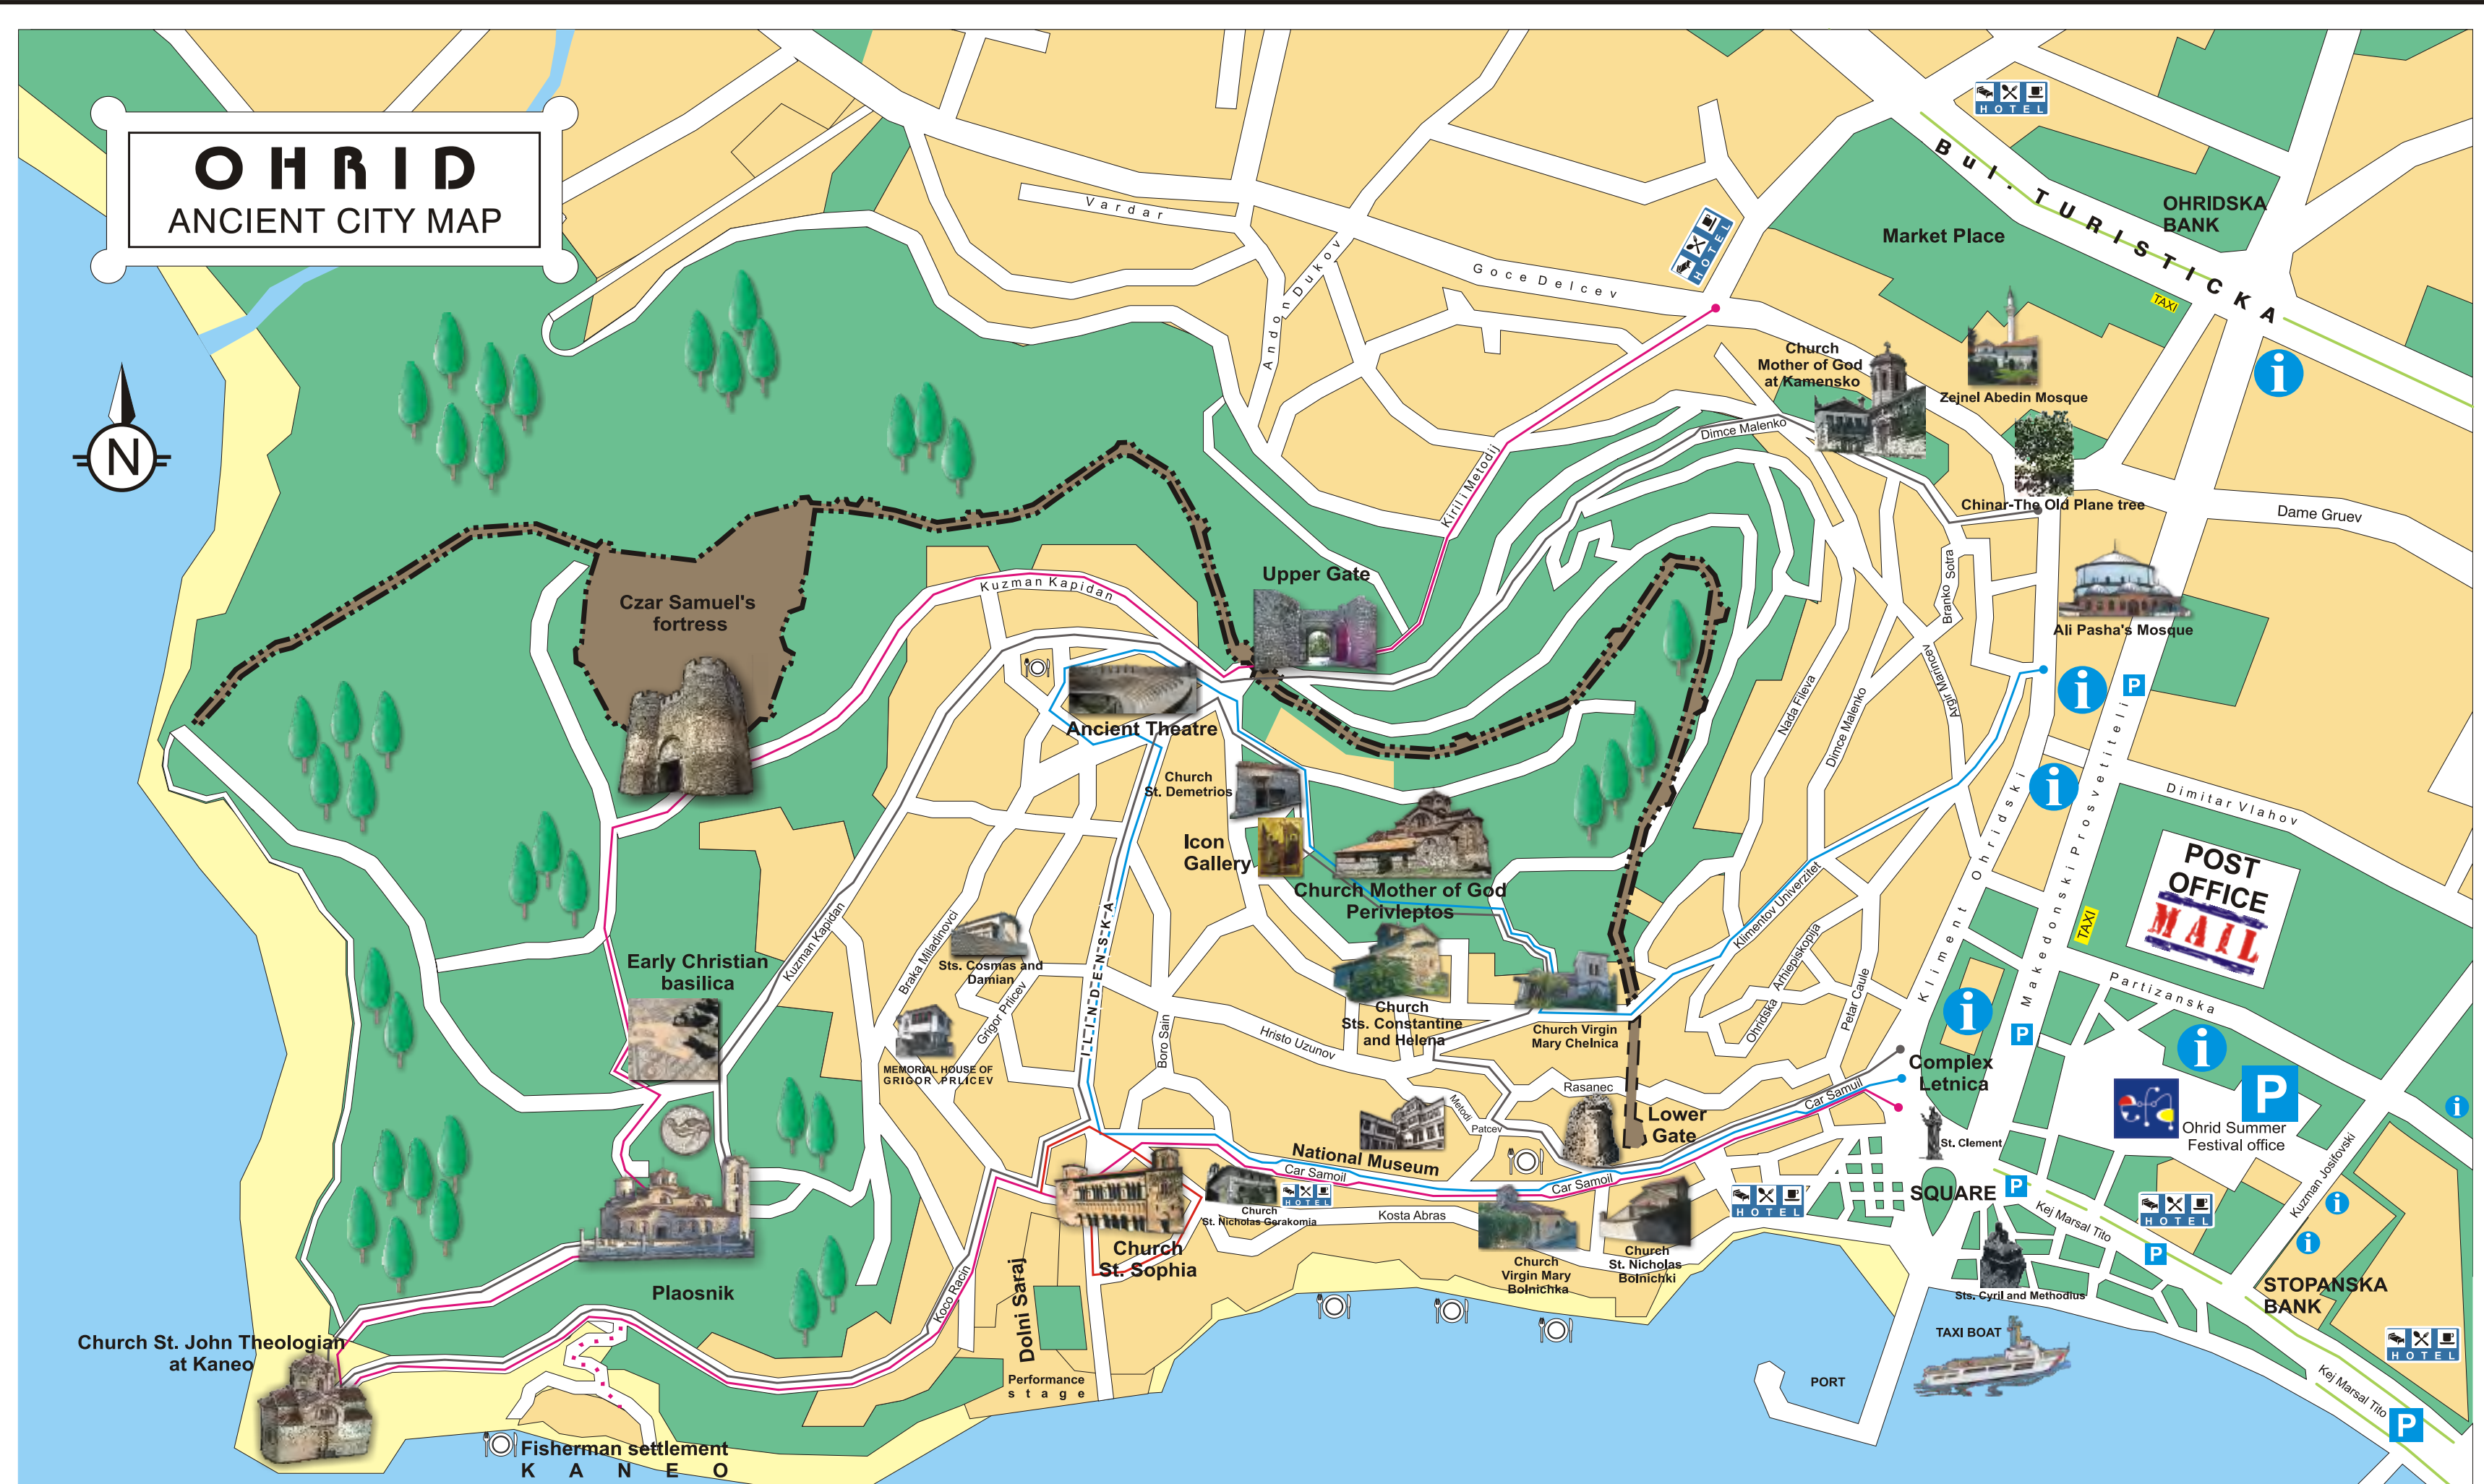 OHRID
ANCIENT CITY MAP
N
Vardar
Andon Dukov
Goce Delcev
HOTEL
HOTEL
Bul. TURISTICKA
OHRIDSKA
BANK
Market Place
TAXI
i
Church
Mother of God
at Kamensko
Zejnel Abedin Mosque
Dimce Malenko
Kiril i Metodij
Chinar-The Old Plane tree
Dame Gruev
Czar Samuel's
fortress
Kuzman Kapidan
Upper Gate
Branko Sotra
Ali Pasha's Mosque
Argir Marincev
Nada Fileva
Dimce Malenko
i
P
Ancient Theatre
Church
St. Demetrios
i
Dimitar Vlahov
Icon
Gallery
Church Mother of God
Perivleptos
Klimentov Univerzitet
Kliment Ohridski
Makedonski Prosvetiteli
TAXI
POST
OFFICE
MAIL
Kuzman Kapidan
Braka Miladinovci
Sts. Cosmas and
Damian
Grigor Prlicev
ILINDENSKA
Early Christian
basilica
Church
Sts. Constantine
and Helena
Church Virgin
Mary Chelnica
Ohridska Arhiepiskopija
Petar Caule
Partizanska
i
P
i
MEMORIAL HOUSE OF
GRIGOR PRLICEV
Boro Sain
Hristo Uzunov
Rasanec
Metodi
Patcev
Car Samuil
Complex
Letnica
P
i
Lower
Gate
St. Clement
Ohrid Summer
Festival office
Kuzman Josifovski
National Museum
Car Samoil
Car Samoil
HOTEL
HOTEL
SQUARE
P
HOTEL
i
i
Church
St. Nicholas Gerakomia
Kosta Abras
Kej Marsal Tito
P
Church
St. Sophia
Church
Virgin Mary
Bolnichka
Church
St. Nicholas
Bolnichki
Sts. Cyril and Methodius
STOPANSKA
BANK
Plaosnik
Koco Racin
Dolni Saraj
Performance
stage
Church St. John Theologian
at Kaneo
TAXI BOAT
PORT
HOTEL
Kej Marsal Tito
P
Fisherman settlement
KANEO